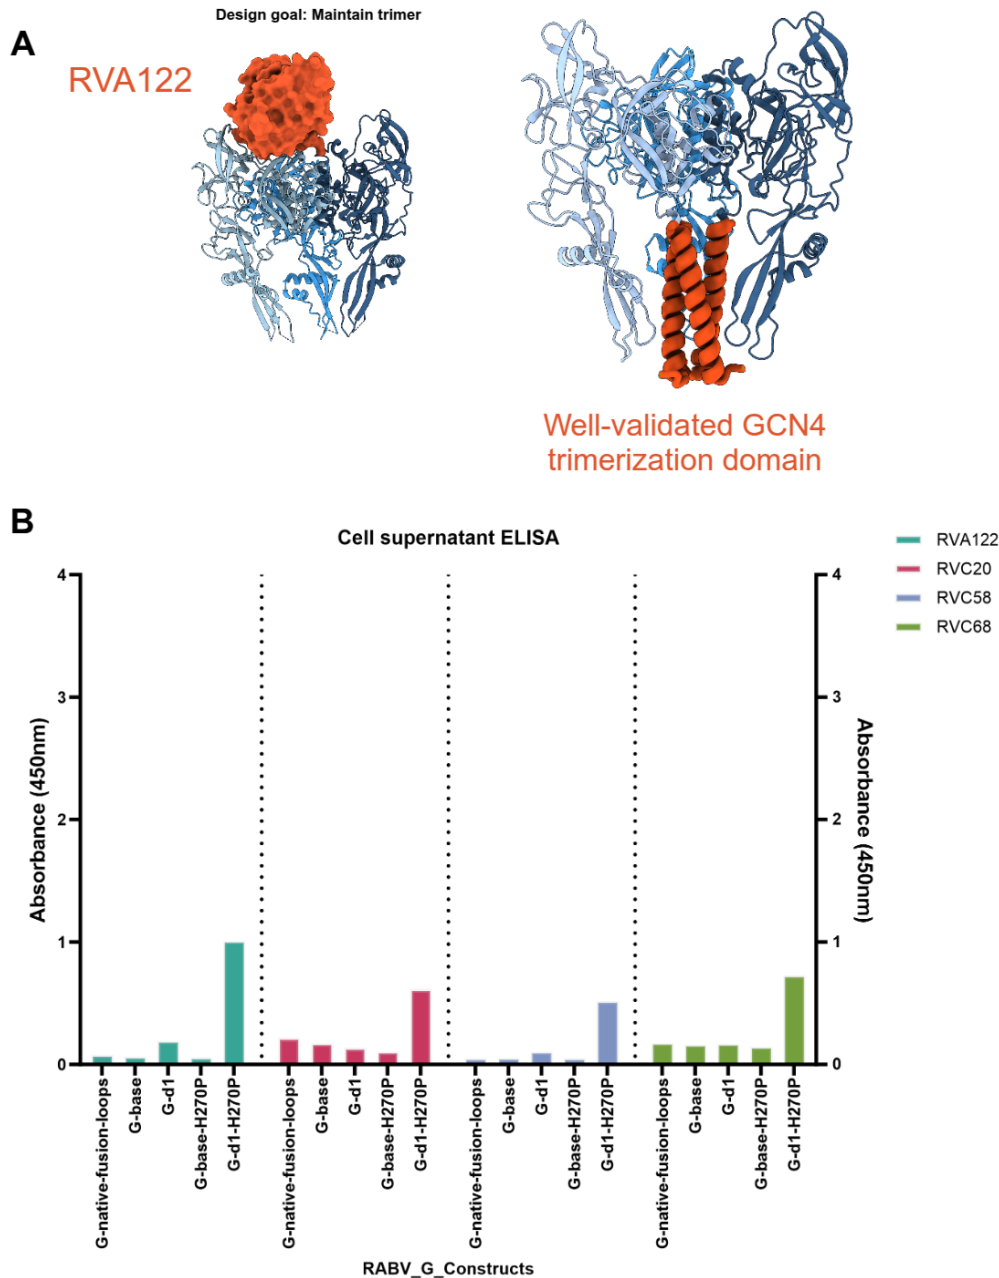 Design goal: Maintain trimer
A
RVA122
Well-validated GCN4
trimerization domain
B
Cell supernatant ELISA
RVA122
RVC20
RVC58
RVC68
Absorbance (450nm)
4
3
2
1
0
4
3
2
1
0
Absorbance (450nm)
G-native-fusion-loops
G-base
G-d1
G-base-H270P
G-d1-H270P
G-native-fusion-loops
G-base
G-d1
G-base-H270P
G-d1-H270P
G-native-fusion-loops
G-base
G-d1
G-base-H270P
G-d1-H270P
G-native-fusion-loops
G-base
G-d1
G-base-H270P
G-d1-H270P
RABV_G_Constructs